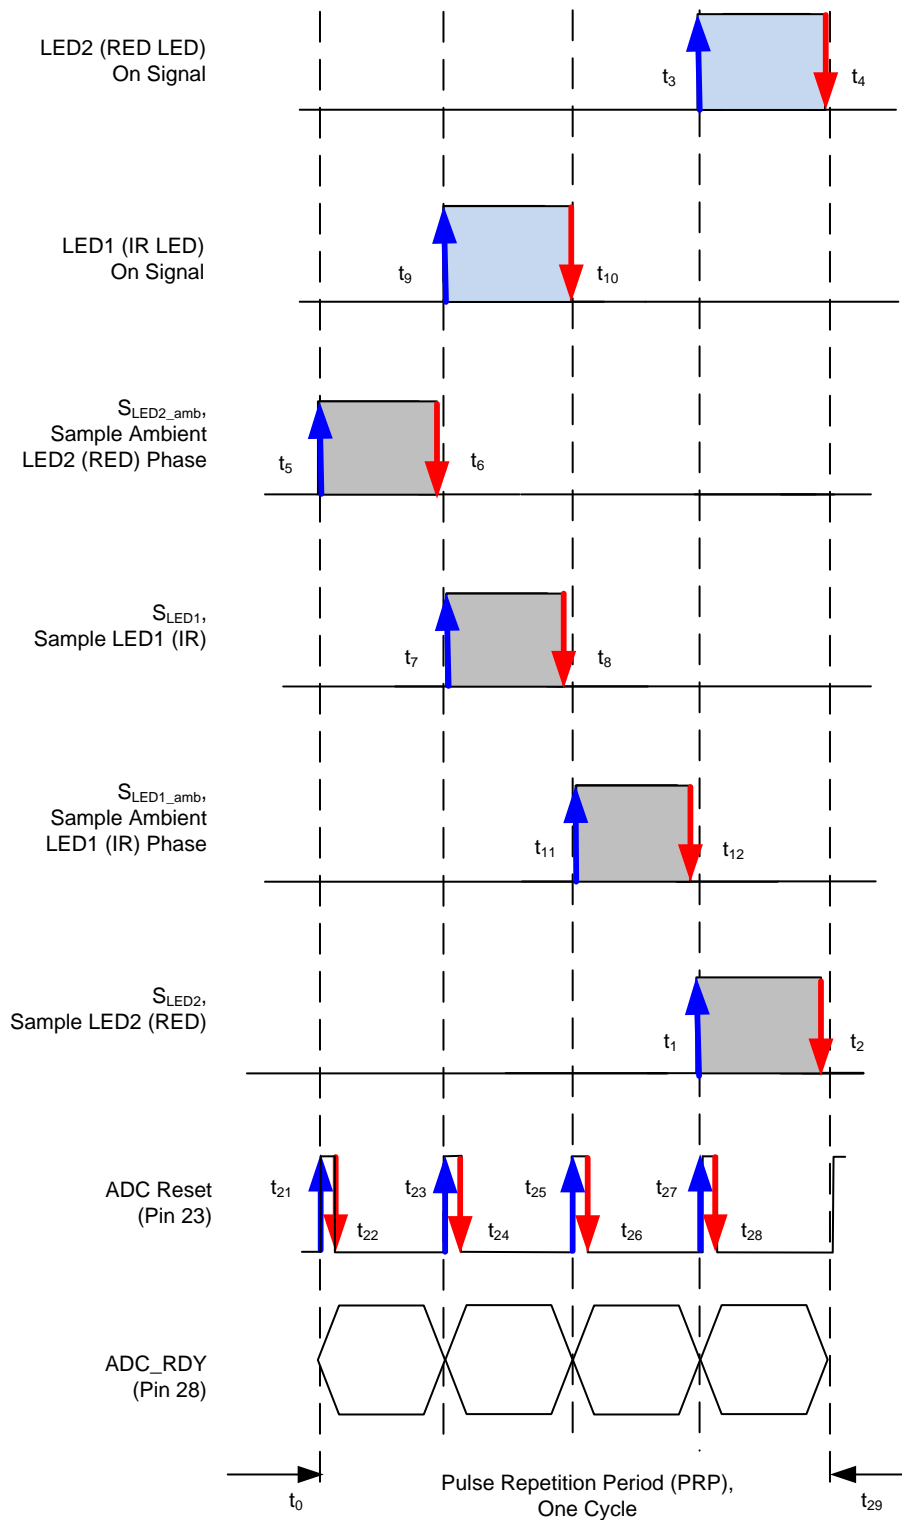 LED2 (RED LED)
On Signal
t3
t4
LED1 (IR LED)
On Signal
t9
t10
SLED2_amb,
Sample Ambient
LED2 (RED) Phase
t5
t6
SLED1,
Sample LED1 (IR)
t7
t8
SLED1_amb,
Sample Ambient
LED1 (IR) Phase
t11
t12
SLED2,
Sample LED2 (RED)
t1
t2
ADC Reset
(Pin 23)
t21
t22
t23
t24
t25
t26
t27
t28
ADC_RDY
(Pin 28)
t0
Pulse Repetition Period (PRP),
One Cycle
t29